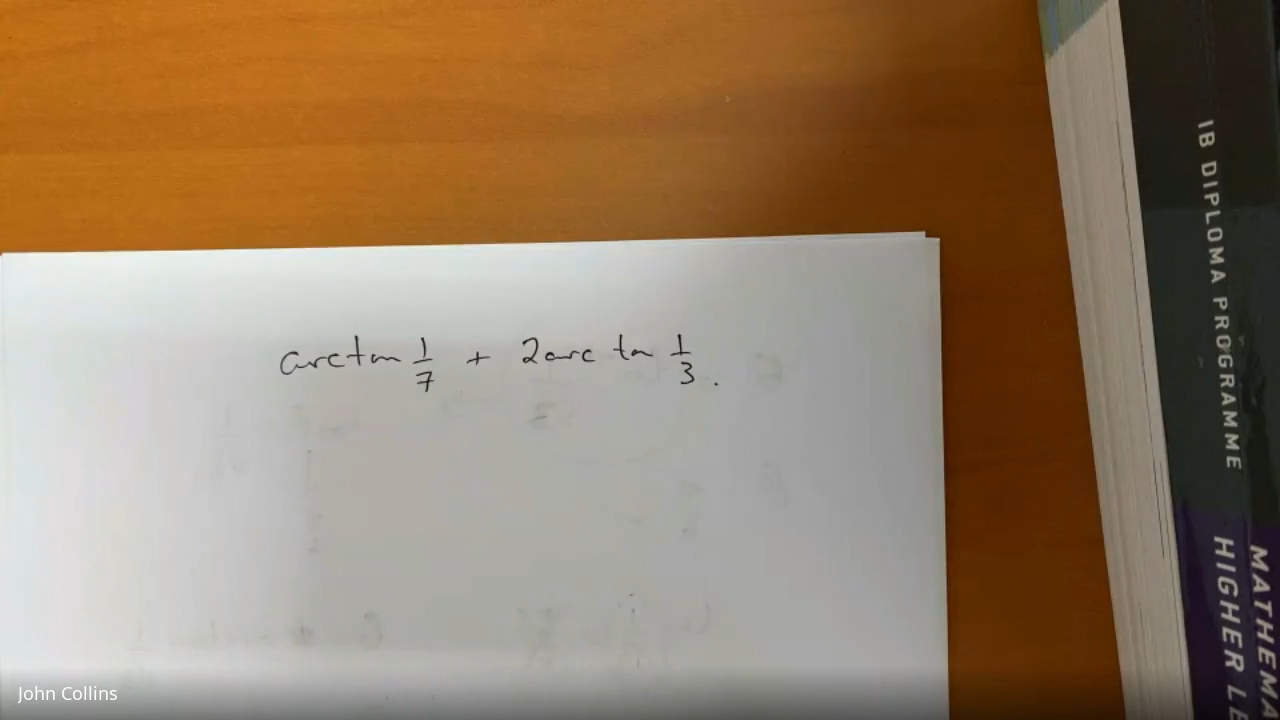 arctan 1/7 + 2arc tan 1/3.
IB DIPLOMA PROGRAMME
HIGHER LE
MATHEMA
John Collins